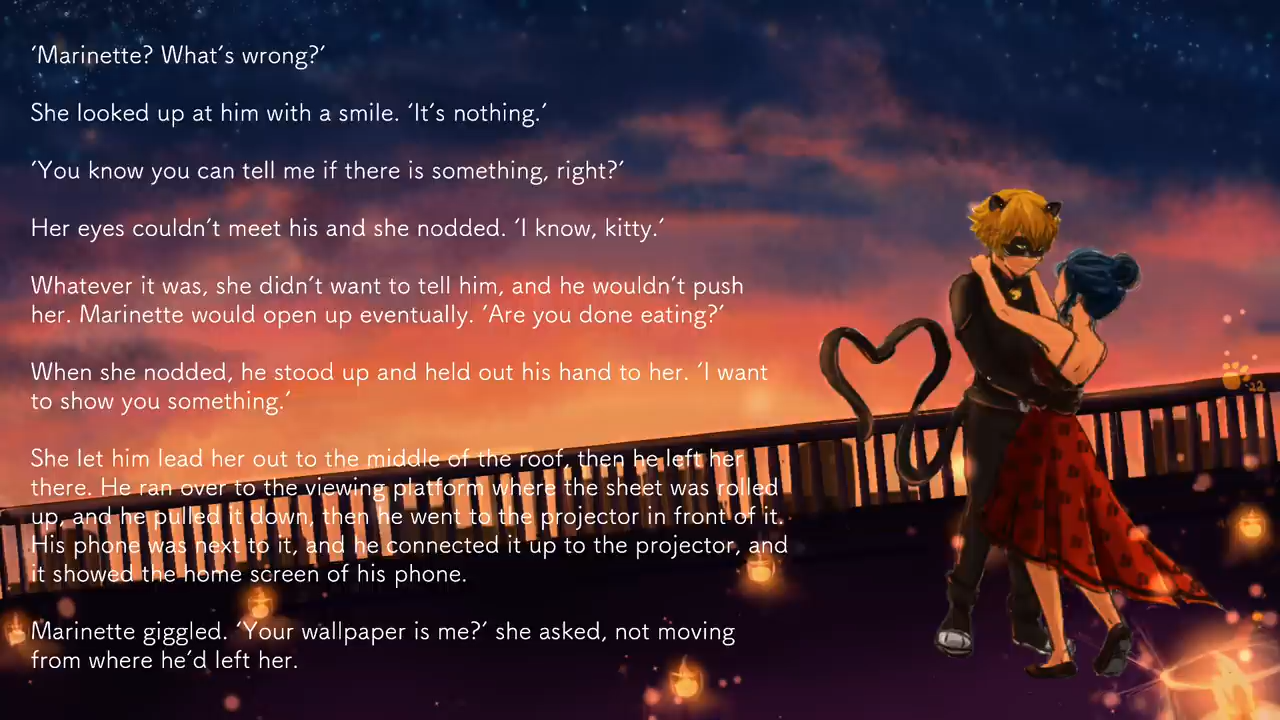 ‘Marinette? What’s wrong?’
She looked up at him with a smile. ‘It’s nothing.’
‘You know you can tell me if there is something, right?’
Her eyes couldn’t meet his and she nodded. ‘I know, kitty.’
Whatever it was, she didn’t want to tell him, and he wouldn’t push
her. Marinette would open up eventually. ‘Are you done eating?’
When she nodded, he stood up and held out his hand to her. ‘I want
to show you something.’
She let him lead her out to the middle of the roof, then he left her
there. He ran over to the viewing platform where the sheet was rolled
up, and he pulled it down, then he went to the projector in front of it.
His phone was next to it, and he connected it up to the projector, and
it showed the home screen of his phone.
Marinette giggled. ‘Your wallpaper is me?’ she asked, not moving
from where he’d left her.
'22